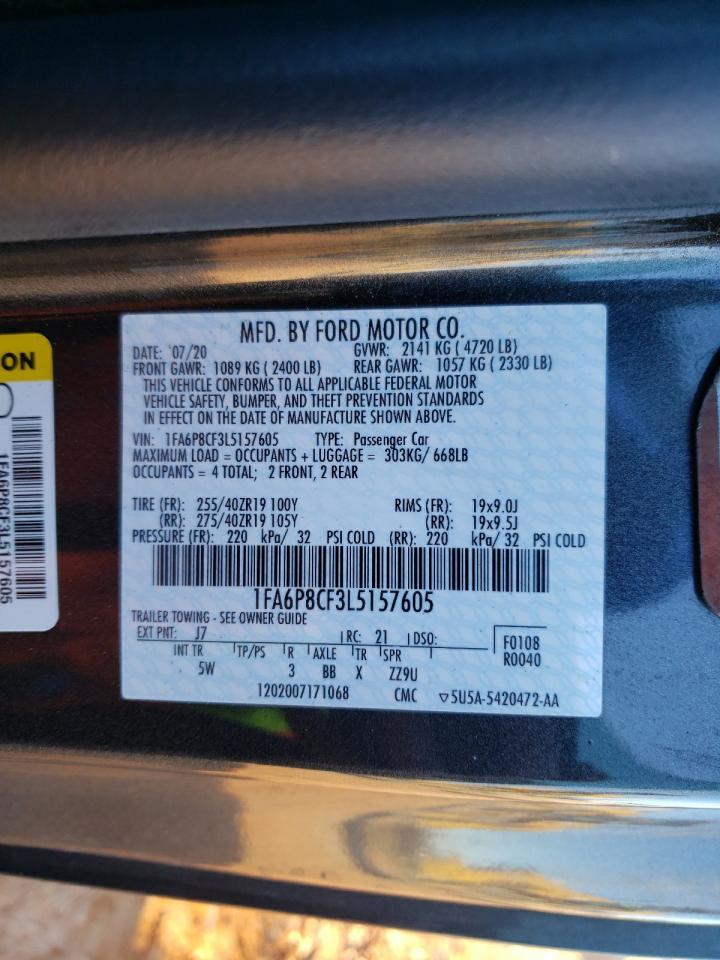 MFD. BY FORD MOTOR CO.
DATE: 07/20 GVWR: 2141 KG ( 4720 LB)
FRONT GAWR: 1089 KG ( 2400 LB) REAR GAWR: 1057 KG ( 2330 LB)
THIS VEHICLE CONFORMS TO ALL APPLICABLE FEDERAL MOTOR
VEHICLE SAFETY, BUMPER, AND THEFT PREVENTION STANDARDS
IN EFFECT ON THE DATE OF MANUFACTURE SHOWN ABOVE.
VIN: 1FA6P8CF3L5157605 TYPE: Passenger Car
MAXIMUM LOAD = OCCUPANTS + LUGGAGE = 303KG/ 668LB
OCCUPANTS = 4 TOTAL; 2 FRONT, 2 REAR
TIRE (FR): 255/40ZR19 100Y RIMS (FR): 19x9.0J
(RR): 275/40ZR19 105Y (RR): 19x9.5J
PRESSURE (FR): 220 kPa/ 32 PSI COLD (RR): 220 kPa/ 32 PSI COLD
1FA6P8CF3L5157605
TRAILER TOWING - SEE OWNER GUIDE
EXT PNT: J7 RC: 21 DSO: F0108
INT TR TP/PS R AXLE TR SPR R0040
5W 3 BB X ZZ9U
1202007171068 CMC ▽5U5A-5420472-AA
ON
1FA6P8CF3L5157605